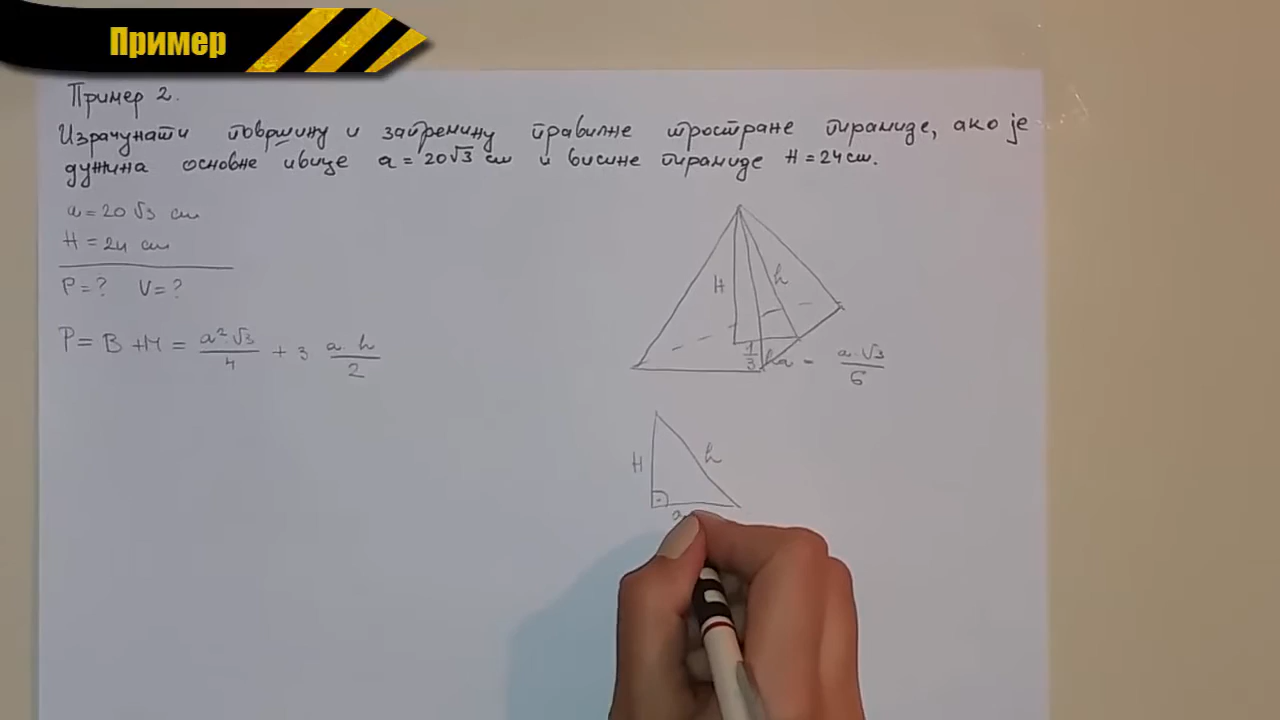 Пример
Пример 2.
Израчунати површину и запремину правилне тростране пирамиде, ако је
дужина основне ивице a = 20√3 cm и висине пирамиде H = 24 cm.
a = 20√3 cm
H = 24 cm
P = ? V = ?
P = B + M = a²·√3/4 + 3 a·h/2
H h
1/3 ha = a·√3/6
H h
a